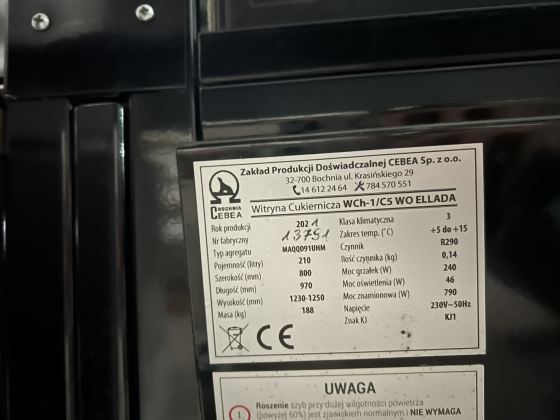 Zakład Produkcji Doświadczalnej CEBEA Sp. z o.o.
32-700 Bochnia ul. Krasińskiego 29
14 612 24 64 784 570 551
BOCHNIA
CEBEA
Witryna Cukiernicza WCh-1/C5 WO ELLADA
Rok produkcji 2021
Nr fabryczny 13751
Typ agregatu MAQQ091UHM
Pojemność (litry) 210
Szerokość (mm) 800
Długość (mm) 970
Wysokość (mm) 1230-1250
Masa (kg) 188
Klasa klimatyczna 3
Zakres temp. (°C) +5 do +15
Czynnik R290
Ilość czynnika (kg) 0,14
Moc grzałek (W) 240
Moc oświetlenia (W) 46
Moc znamionowa (W) 790
Napięcie 230V~50Hz
Znak KJ KJ1
CE
UWAGA
Roszenie szyb przy dużej wilgotności powietrza
(powyżej 60%) jest zjawiskiem normalnym i NIE WYMAGA